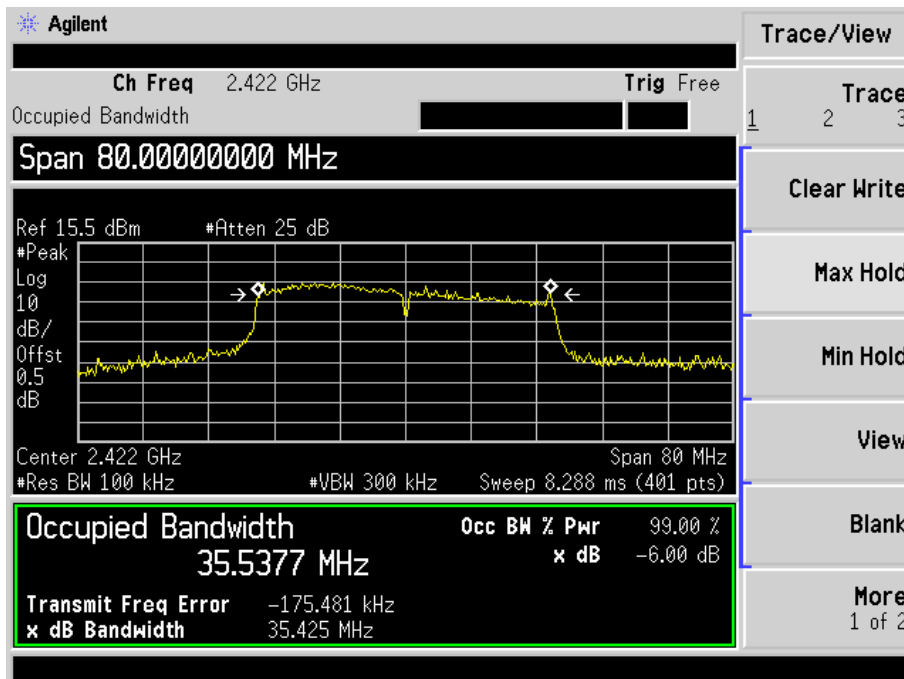 Agilent
Trace/View
Ch Freq 2.422 GHz Trig Free
Occupied Bandwidth
Trace
1 2 3
Span 80.00000000 MHz
Clear Write
Ref 15.5 dBm #Atten 25 dB
#Peak
Log
10
dB/
Offst
0.5
dB
Max Hold
Min Hold
View
Center 2.422 GHz Span 80 MHz
#Res BW 100 kHz #VBW 300 kHz Sweep 8.288 ms (401 pts)
Occupied Bandwidth Occ BW % Pwr 99.00 %
35.5377 MHz x dB -6.00 dB
Blank
Transmit Freq Error -175.481 kHz
x dB Bandwidth 35.425 MHz
More
1 of 2